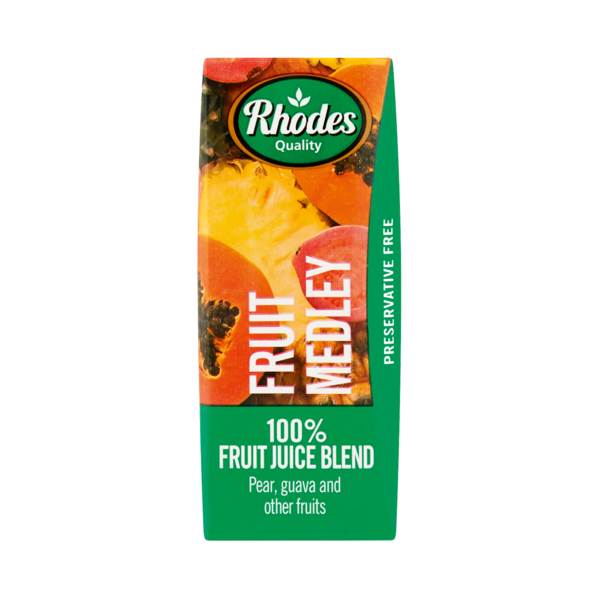 Rhodes
Quality
FRUIT
MEDLEY
PRESERVATIVE FREE
100%
FRUIT JUICE BLEND
Pear, guava and
other fruits